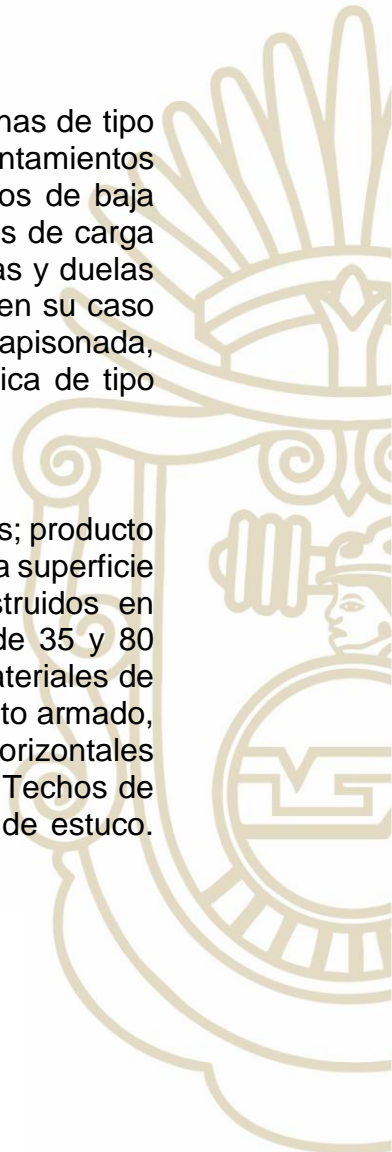 nas de tipo
ntamientos
os de baja
s de carga
as y duelas
en su caso
apisonada,
ica de tipo
s; producto
a superficie
struidos en
de 35 y 80
ateriales de
to armado,
orizontales
Techos de
de estuco.